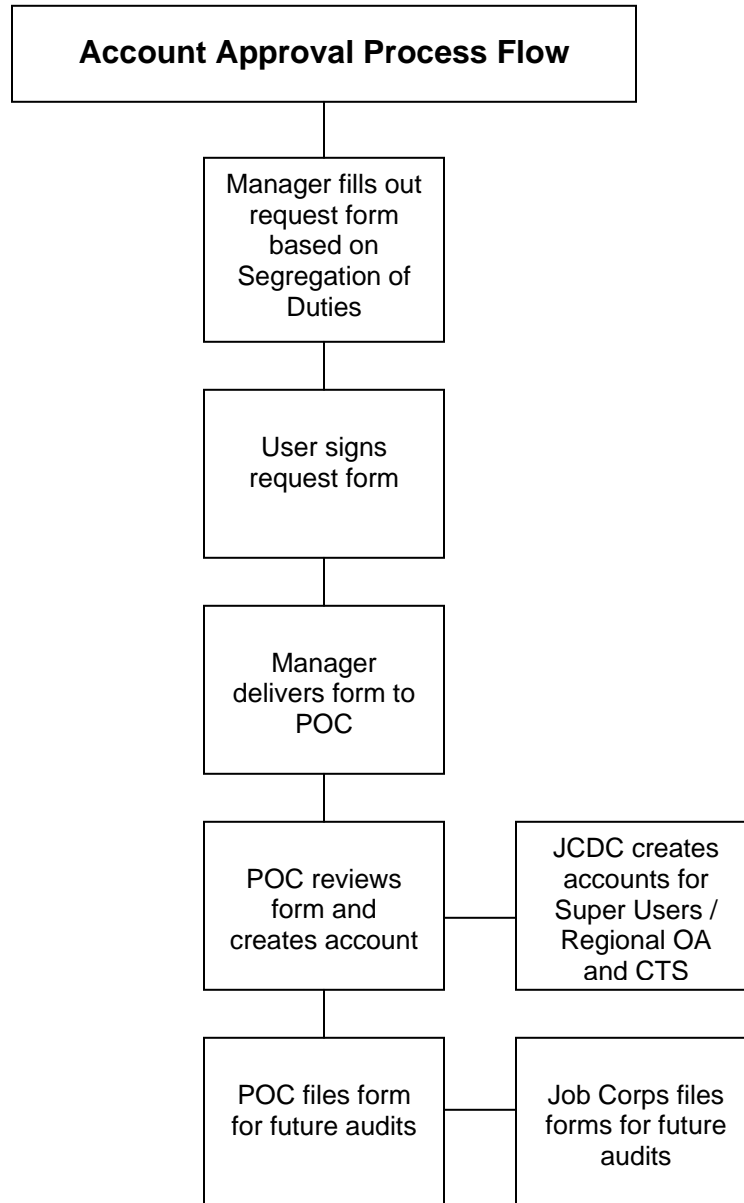 Account Approval Process Flow
Manager fills out
request form
based on
Segregation of
Duties
User signs
request form
Manager
delivers form to
POC
POC reviews
form and
creates account
JCDC creates
accounts for
Super Users /
Regional OA
and CTS
POC files form
for future audits
Job Corps files
forms for future
audits